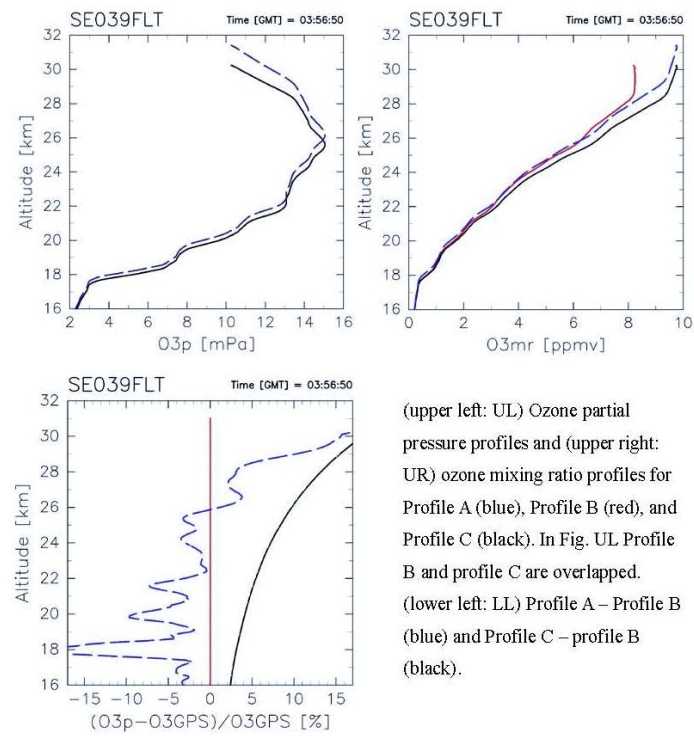 SE039FLT Time [GMT] = 03:56:50
32
30
28
26
24
22
20
18
16
Altitude [km]
2 4 6 8 10 12 14 16
O3p [mPa]
SE039FLT Time [GMT] = 03:56:50
32
30
28
26
24
22
20
18
16
Altitude [km]
0 2 4 6 8 10
O3mr [ppmv]
SE039FLT Time [GMT] = 03:56:50
32
30
28
26
24
22
20
18
16
Altitude [km]
-15 -10 -5 0 5 10 15
(O3p-O3GPS)/O3GPS [%]
(upper left: UL) Ozone partial
pressure profiles and (upper right:
UR) ozone mixing ratio profiles for
Profile A (blue), Profile B (red), and
Profile C (black). In Fig. UL Profile
B and profile C are overlapped.
(lower left: LL) Profile A – Profile B
(blue) and Profile C – profile B
(black).